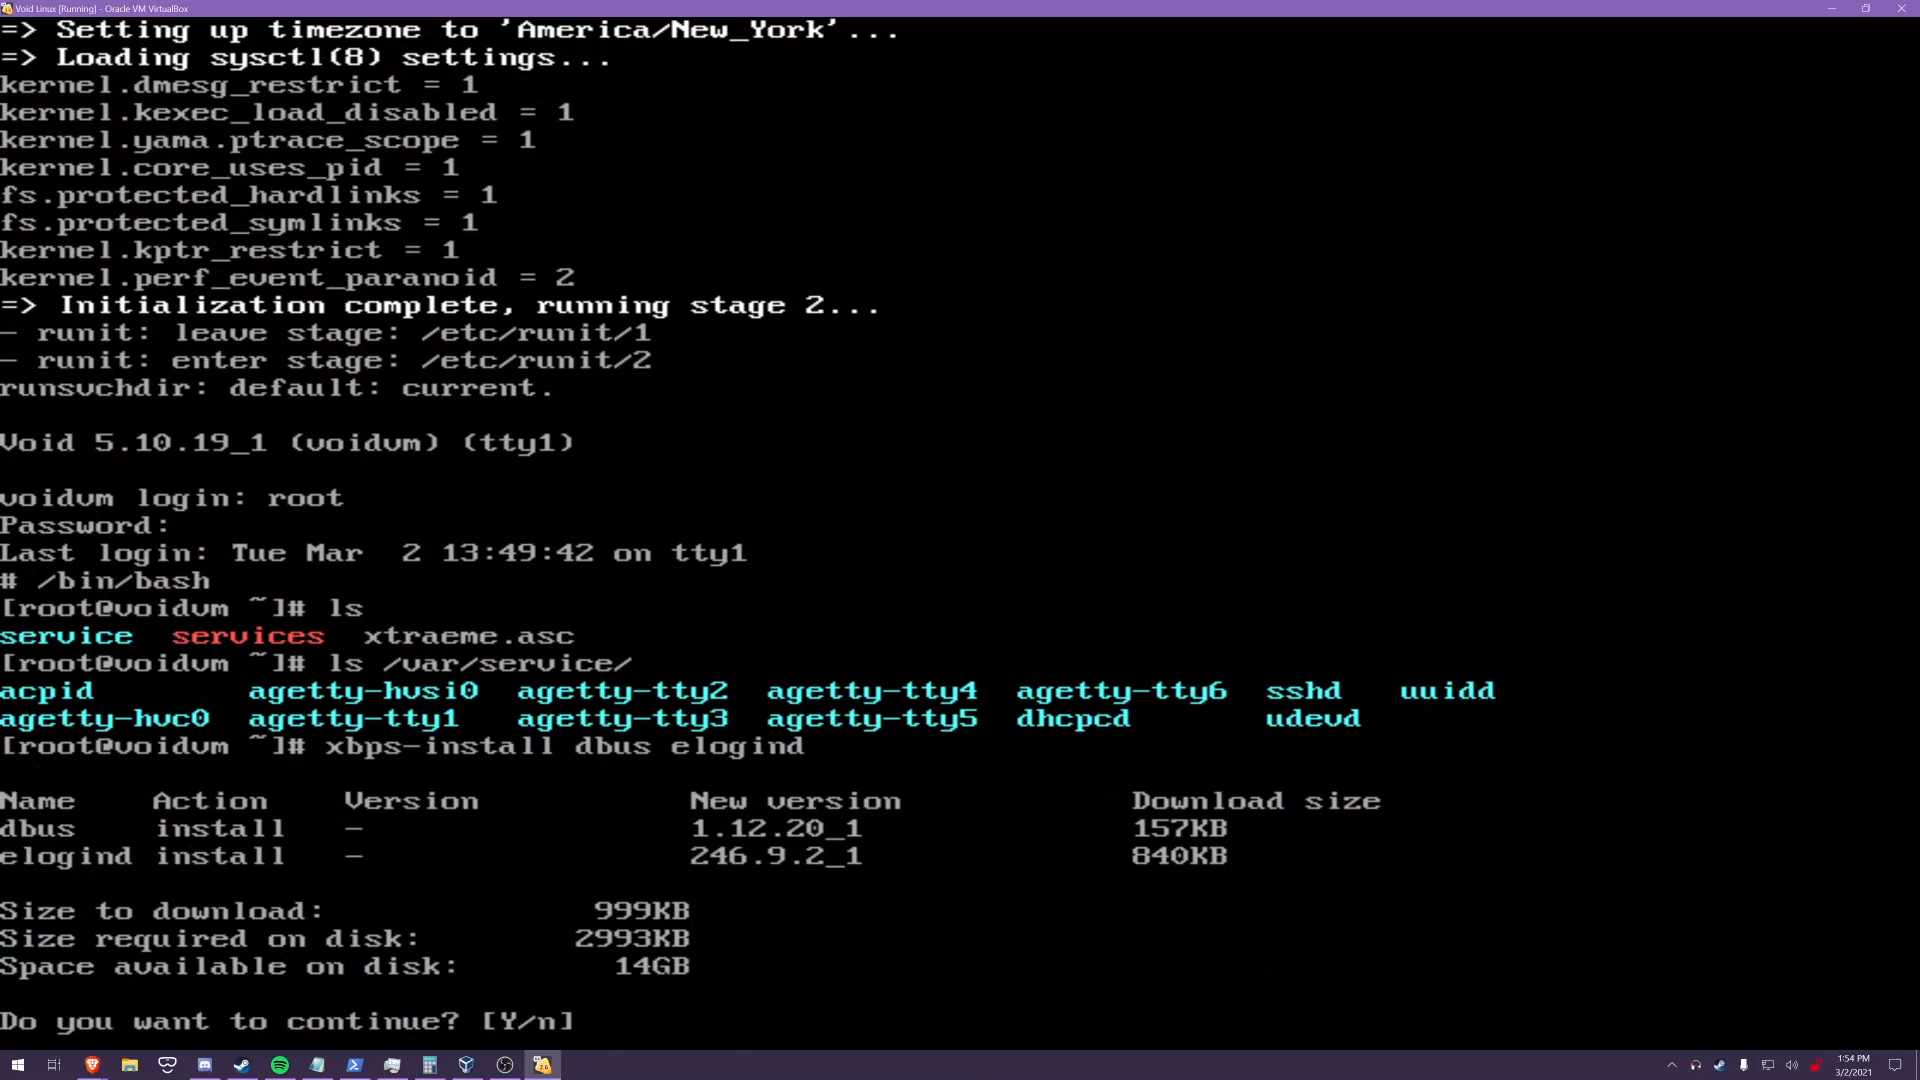 Void Linux [Running] - Oracle VM VirtualBox
=> Setting up timezone to 'America/New_York'...
=> Loading sysctl(8) settings...
kernel.dmesg_restrict = 1
kernel.kexec_load_disabled = 1
kernel.yama.ptrace_scope = 1
kernel.core_uses_pid = 1
fs.protected_hardlinks = 1
fs.protected_symlinks = 1
kernel.kptr_restrict = 1
kernel.perf_event_paranoid = 2
=> Initialization complete, running stage 2...
- runit: leave stage: /etc/runit/1
- runit: enter stage: /etc/runit/2
runsvchdir: default: current.
Void 5.10.19_1 (voidvm) (tty1)
voidvm login: root
Password:
Last login: Tue Mar  2 13:49:42 on tty1
# /bin/bash
[root@voidvm ~]# ls
service  services  xtraeme.asc
[root@voidvm ~]# ls /var/service/
acpid        agetty-hvsi0  agetty-tty2  agetty-tty4  agetty-tty6  sshd   uuidd
agetty-hvc0  agetty-tty1   agetty-tty3  agetty-tty5  dhcpcd       udevd
[root@voidvm ~]# xbps-install dbus elogind
Name    Action    Version           New version            Download size
dbus    install   -                 1.12.20_1              157KB
elogind install   -                 246.9.2_1              840KB
Size to download:              999KB
Size required on disk:        2993KB
Space available on disk:        14GB
Do you want to continue? [Y/n]
1:54 PM
3/2/2021